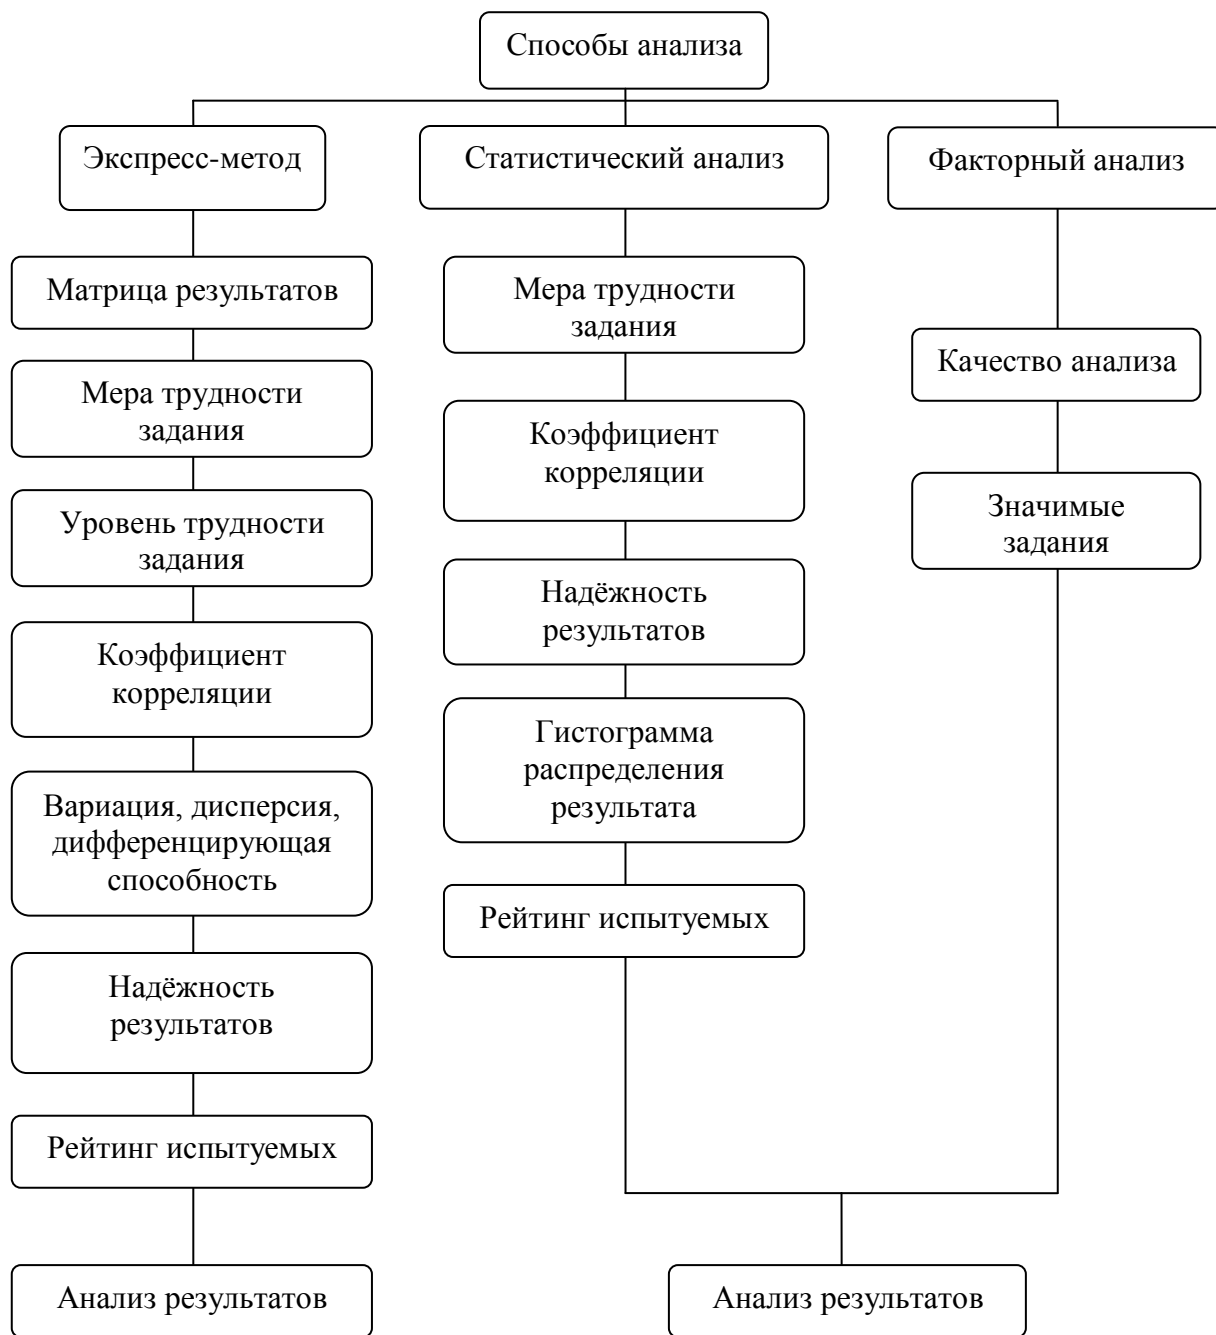 Способы анализа
Экспресс-метод
Матрица результатов
Мера трудности
задания
Уровень трудности
задания
Коэффициент
корреляции
Вариация, дисперсия,
дифференцирующая
способность
Надёжность
результатов
Рейтинг испытуемых
Анализ результатов
Статистический анализ
Мера трудности
задания
Коэффициент
корреляции
Надёжность
результатов
Гистограмма
распределения
результата
Рейтинг испытуемых
Факторный анализ
Качество анализа
Значимые
задания
Анализ результатов